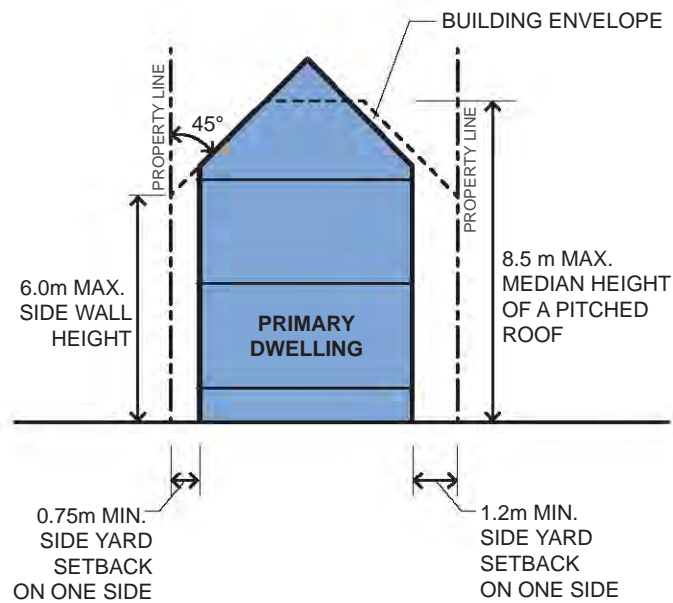 BUILDING ENVELOPE
PROPERTY LINE
45°
PROPERTY LINE
6.0m MAX.
SIDE WALL
HEIGHT
PRIMARY
DWELLING
8.5 m MAX.
MEDIAN HEIGHT
OF A PITCHED
ROOF
0.75m MIN.
SIDE YARD
SETBACK
ON ONE SIDE
1.2m MIN.
SIDE YARD
SETBACK
ON ONE SIDE